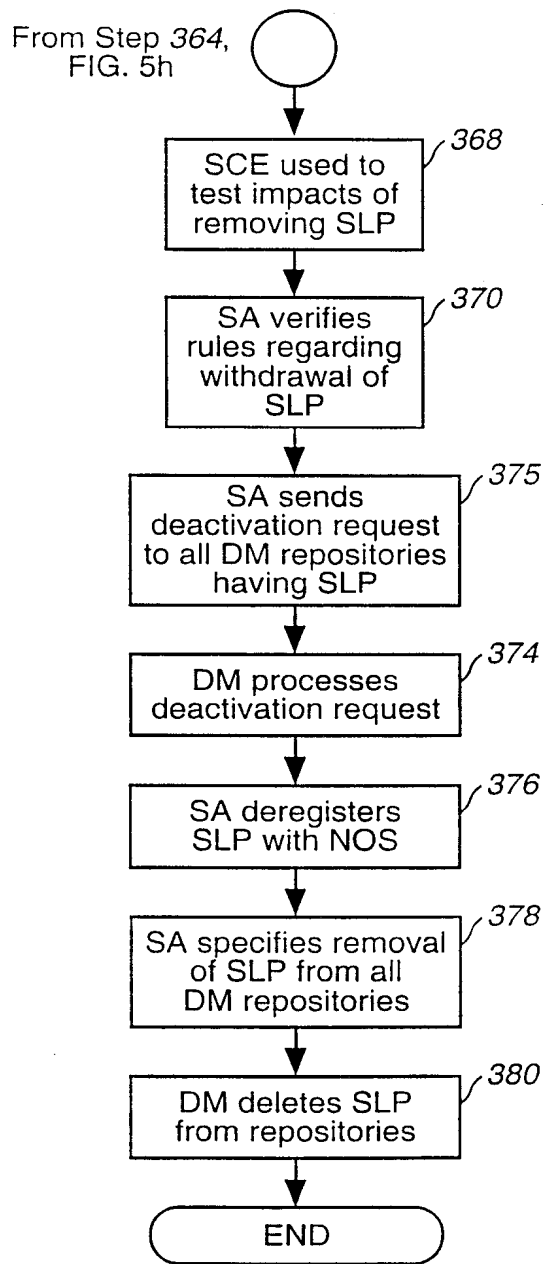 From Step 364,
FIG. 5h
368
SCE used to
test impacts of
removing SLP
370
SA verifies
rules regarding
withdrawal of
SLP
375
SA sends
deactivation request
to all DM repositories
having SLP
374
DM processes
deactivation request
376
SA deregisters
SLP with NOS
378
SA specifies removal
of SLP from all
DM repositories
380
DM deletes SLP
from repositories
END